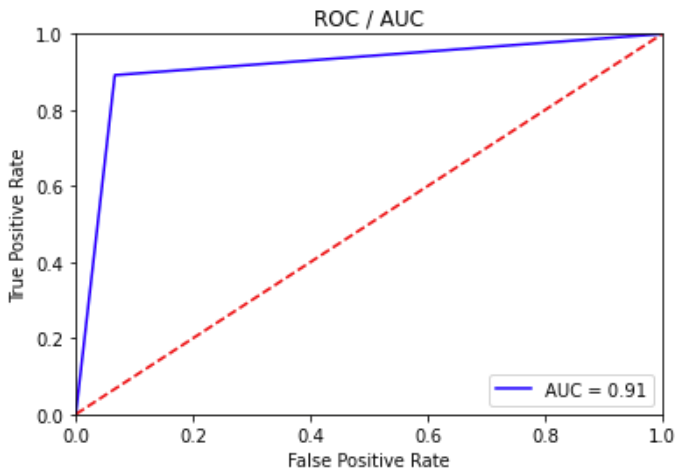 ROC / AUC
True Positive Rate
1.0
0.8
0.6
0.4
0.2
0.0
AUC = 0.91
0.0 0.2 0.4 0.6 0.8 1.0
False Positive Rate